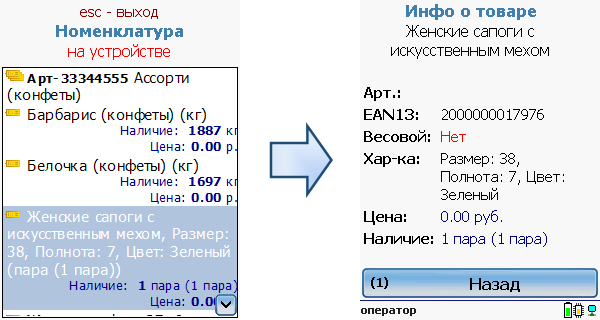 esc - выход
Номенклатура
на устройстве
Арт-33344555 Ассорти
(конфеты)
Барбарис (конфеты) (кг)
Наличие: 1887 кг
Цена: 0.00 р.
Белочка (конфеты) (кг)
Наличие: 1697 кг
Цена: 0.00 р.
Женские сапоги с
искусственным мехом, Размер:
38, Полнота: 7, Цвет: Зеленый
(пара (1 пара))
Наличие: 1 пара (1 пара)
Цена: 0.00
Инфо о товаре
Женские сапоги с
искусственным мехом
Арт.:
EAN13: 2000000017976
Весовой: Нет
Хар-ка: Размер: 38,
Полнота: 7, Цвет:
Зеленый
Цена: 0.00 руб.
Наличие: 1 пара (1 пара)
(1) Назад
оператор